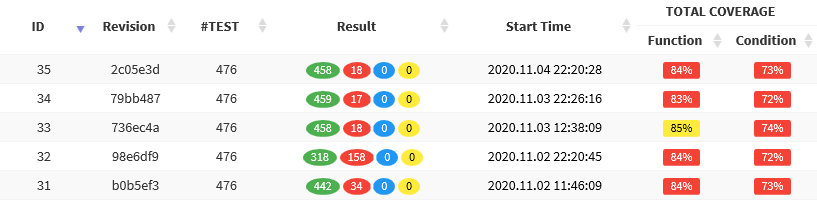 TOTAL COVERAGE
ID Revision #TEST Result Start Time Function Condition
35 2c05e3d 476 458 18 0 0 2020.11.04 22:20:28 84% 73%
34 79bb487 476 459 17 0 0 2020.11.03 22:26:16 83% 72%
33 736ec4a 476 458 18 0 0 2020.11.03 12:38:09 85% 74%
32 98e6df9 476 318 158 0 0 2020.11.02 22:20:45 84% 72%
31 b0b5ef3 476 442 34 0 0 2020.11.02 11:46:09 84% 73%